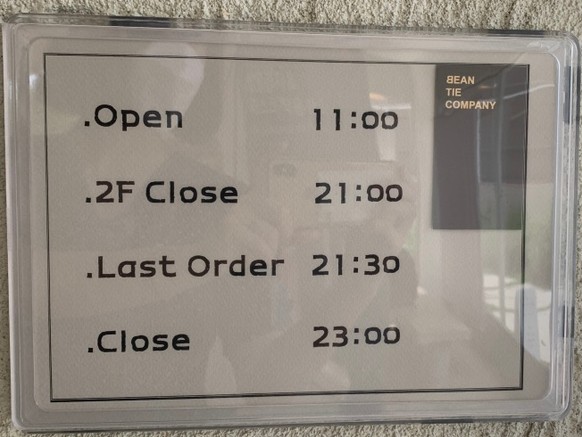 .Open 11:00
.2F Close 21:00
.Last Order 21:30
.Close 23:00
BEAN
TIE
COMPANY